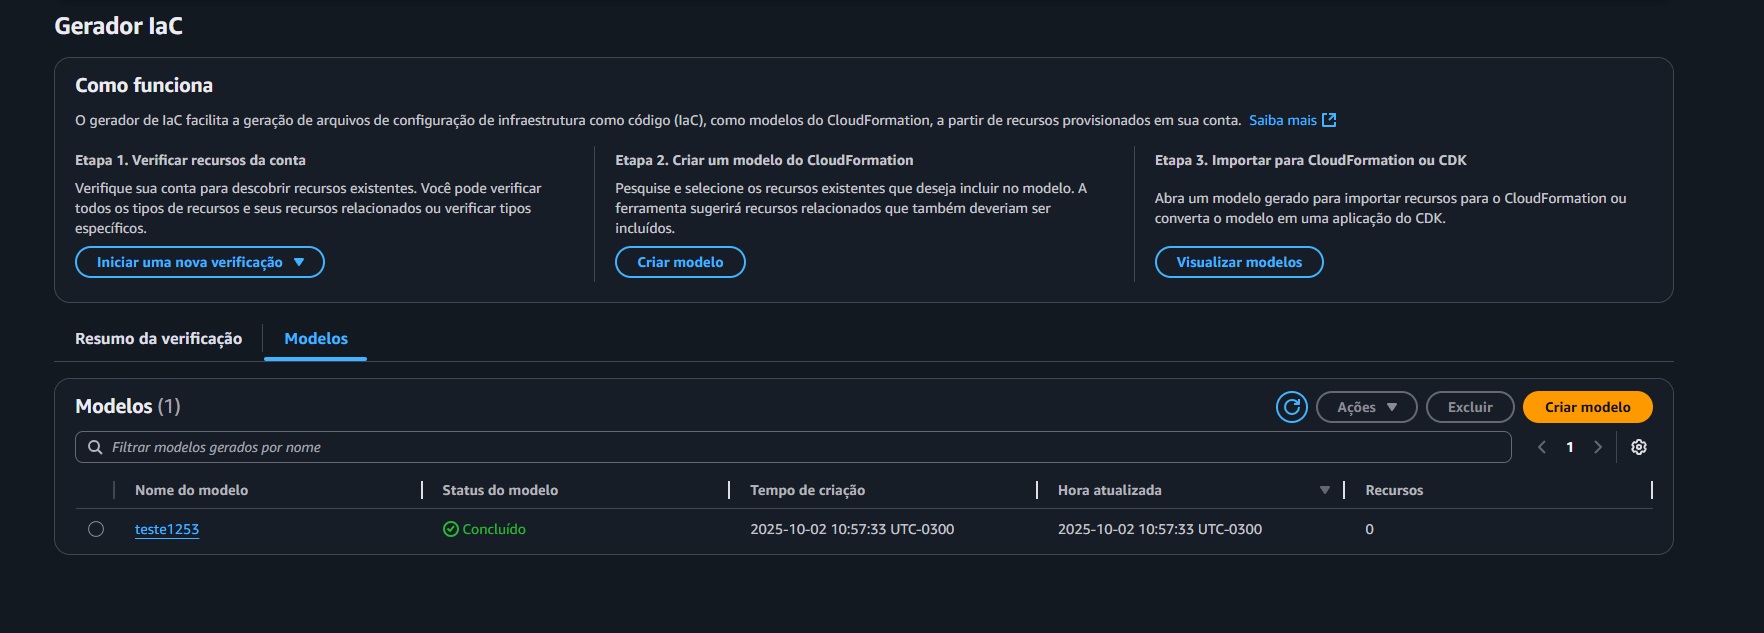 Gerador IaC
Como funciona
O gerador de IaC facilita a geração de arquivos de configuração de infraestrutura como código (IaC), como modelos do CloudFormation, a partir de recursos provisionados em sua conta. Saiba mais
Etapa 1. Verificar recursos da conta
Verifique sua conta para descobrir recursos existentes. Você pode verificar
todos os tipos de recursos e seus recursos relacionados ou verificar tipos
específicos.
Iniciar uma nova verificação
Etapa 2. Criar um modelo do CloudFormation
Pesquise e selecione os recursos existentes que deseja incluir no modelo. A
ferramenta sugerirá recursos relacionados que também deveriam ser
incluídos.
Criar modelo
Etapa 3. Importar para CloudFormation ou CDK
Abra um modelo gerado para importar recursos para o CloudFormation ou
converta o modelo em uma aplicação do CDK.
Visualizar modelos
Resumo da verificação Modelos
Modelos (1) Ações Excluir Criar modelo
Filtrar modelos gerados por nome 1
Nome do modelo Status do modelo Tempo de criação Hora atualizada Recursos
teste1253 Concluído 2025-10-02 10:57:33 UTC-0300 2025-10-02 10:57:33 UTC-0300 0